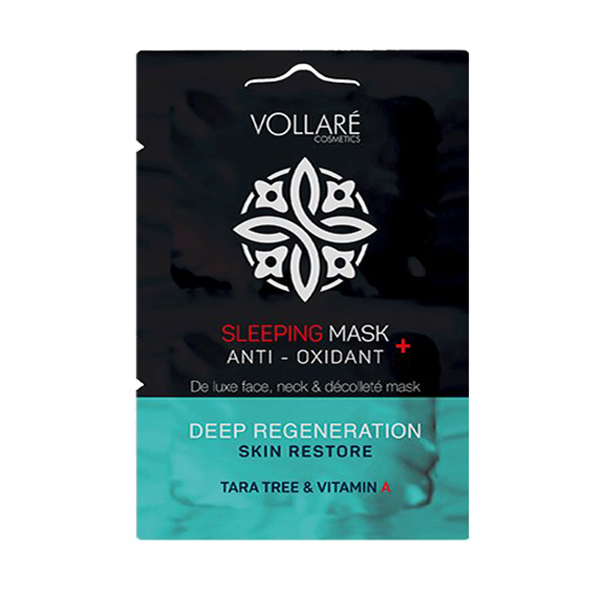 VOLLARÉ
COSMETICS
SLEEPING MASK
ANTI - OXIDANT +
De luxe face, neck & décolleté mask
DEEP REGENERATION
SKIN RESTORE
TARA TREE & VITAMIN A